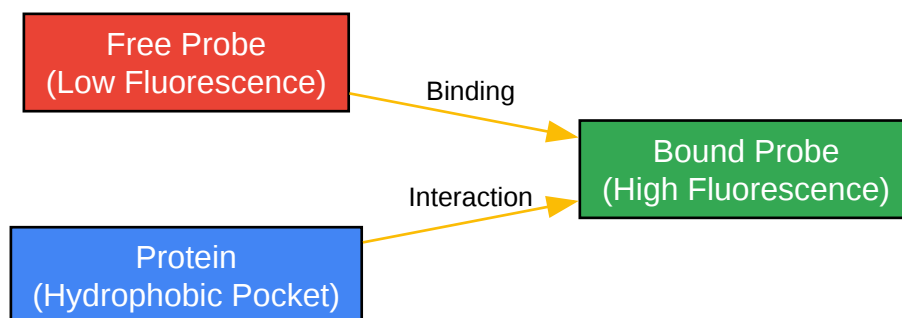 Free Probe
(Low Fluorescence)
Binding
Bound Probe
(High Fluorescence)
Interaction
Protein
(Hydrophobic Pocket)